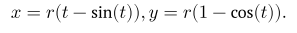 x = r(t − sin(t)), y = r(1 − cos(t)).